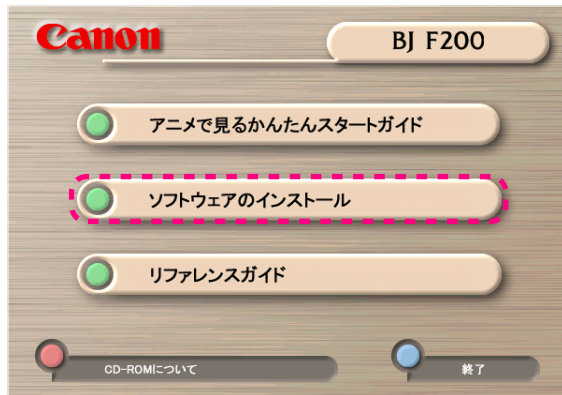 Canon
BJ F200
アニメで見るかんたんスタートガイド
ソフトウェアのインストール
リファレンスガイド
CD-ROMについて
終了